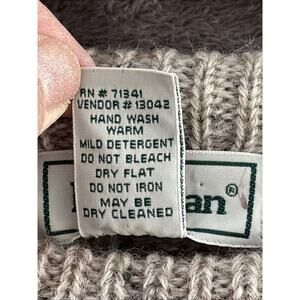 RN # 71341
VENDOR # 13042
HAND WASH
WARM
MILD DETERGENT
DO NOT BLEACH
DRY FLAT
DO NOT IRON
MAY BE
DRY CLEANED
an®